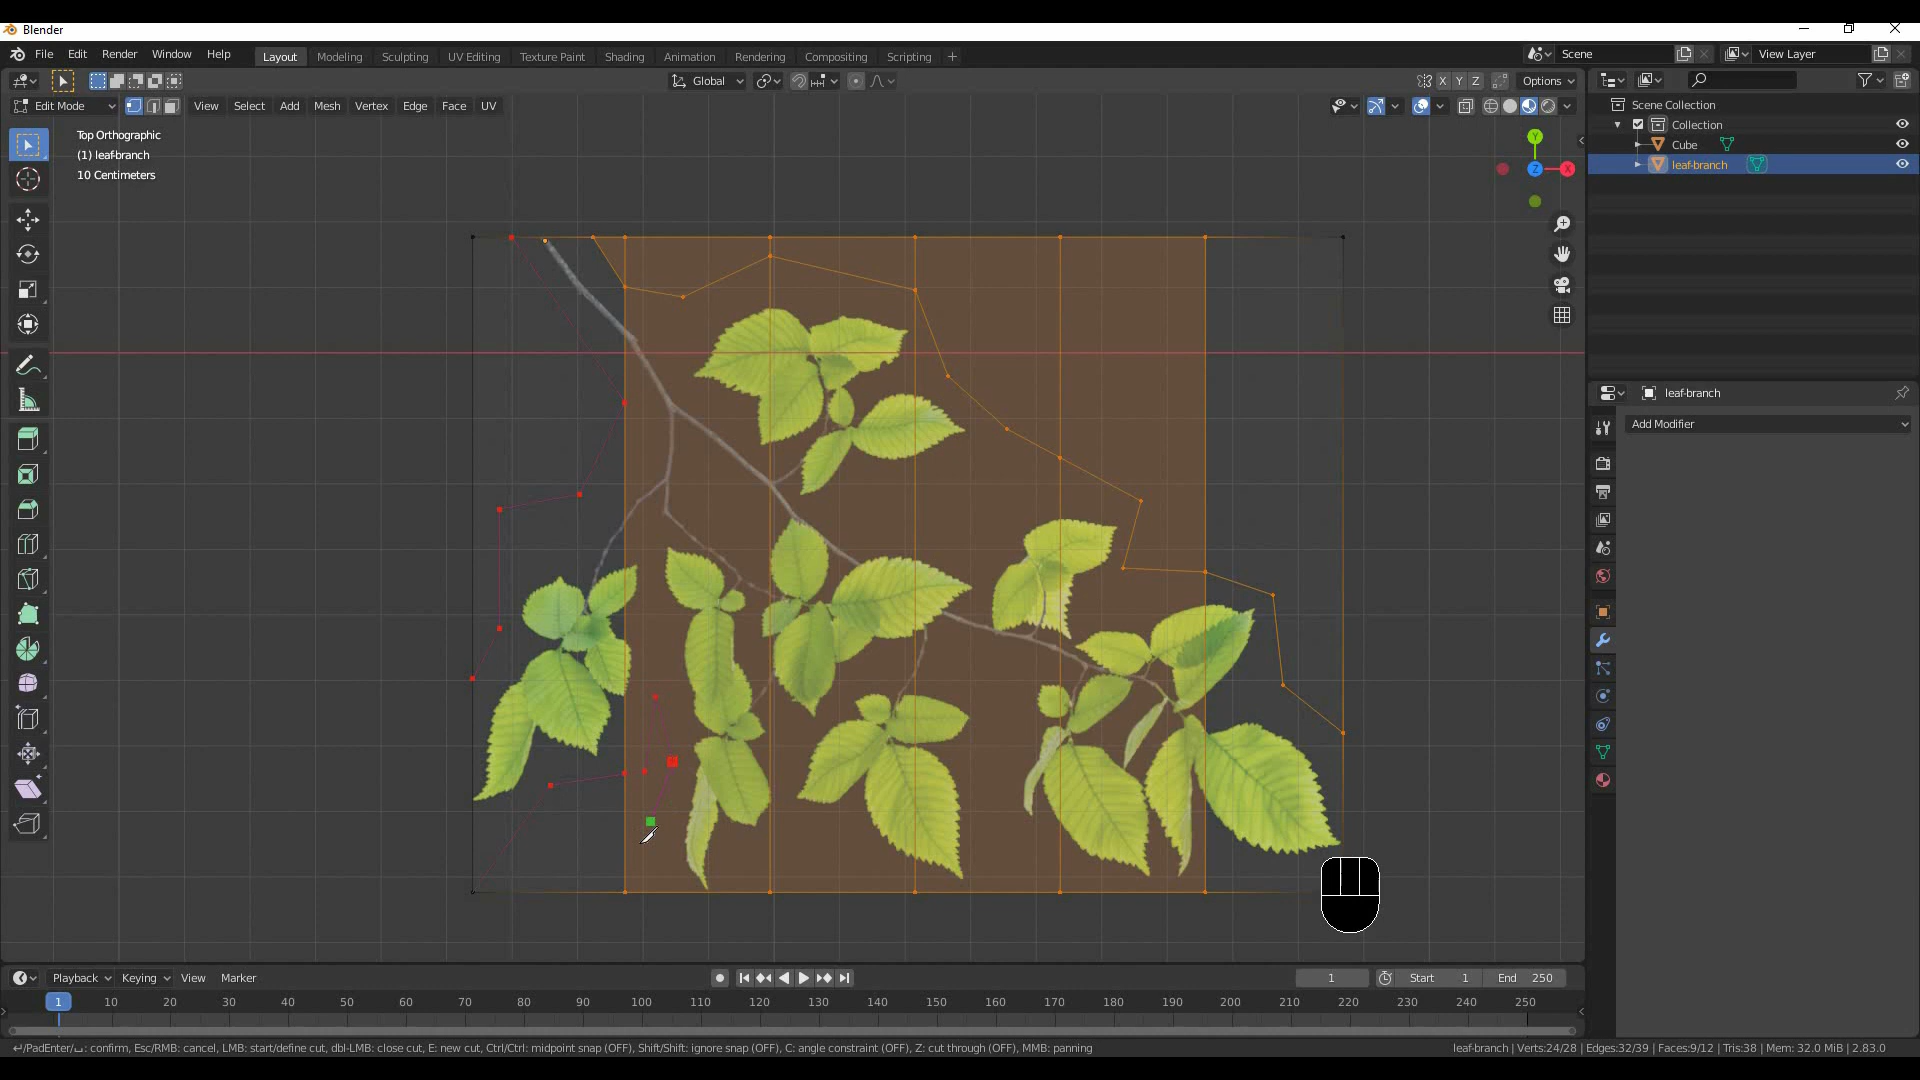 Blender
File Edit Render Window Help Layout Modeling Sculpting UV Editing Texture Paint Shading Animation Rendering Compositing Scripting + Scene View Layer
Global X Y Z Options
Edit Mode View Select Add Mesh Vertex Edge Face UV
Top Orthographic
(1) leaf-branch
10 Centimeters
Y
Z
X
Scene Collection
Collection
Cube
leaf-branch
leaf-branch
Add Modifier
Playback Keying View Marker 1 Start 1 End 250
1 10 20 30 40 50 60 70 80 90 100 110 120 130 140 150 160 170 180 190 200 210 220 230 240 250
↵/PadEnter/␣: confirm, Esc/RMB: cancel, LMB: start/define cut, dbl-LMB: close cut, E: new cut, Ctrl/Ctrl: midpoint snap (OFF), Shift/Shift: ignore snap (OFF), C: angle constraint (OFF), Z: cut through (OFF), MMB: panning
leaf-branch | Verts:24/28 | Edges:32/39 | Faces:9/12 | Tris:38 | Mem: 32.0 MiB | 2.83.0